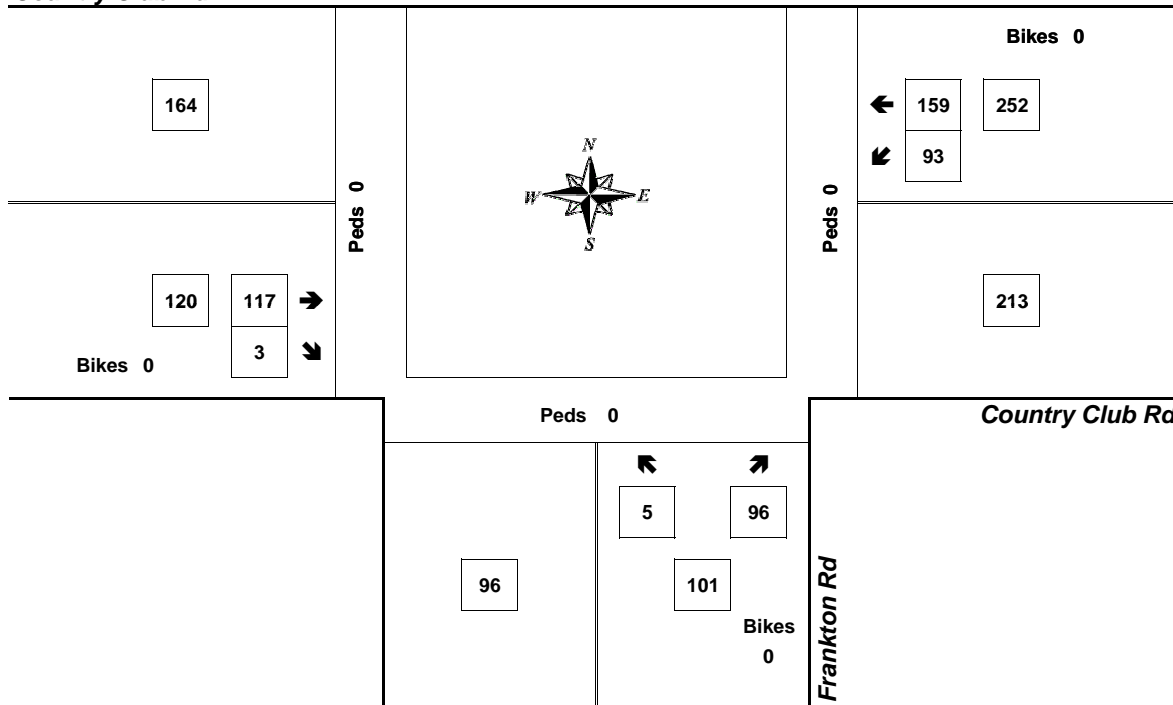 Bikes 0
164
159 252
93
N
W E
S
Peds 0
Peds 0
120 117
3
213
Bikes 0
Peds 0
Country Club Rd
5 96
96 101
Bikes
0
Frankton Rd